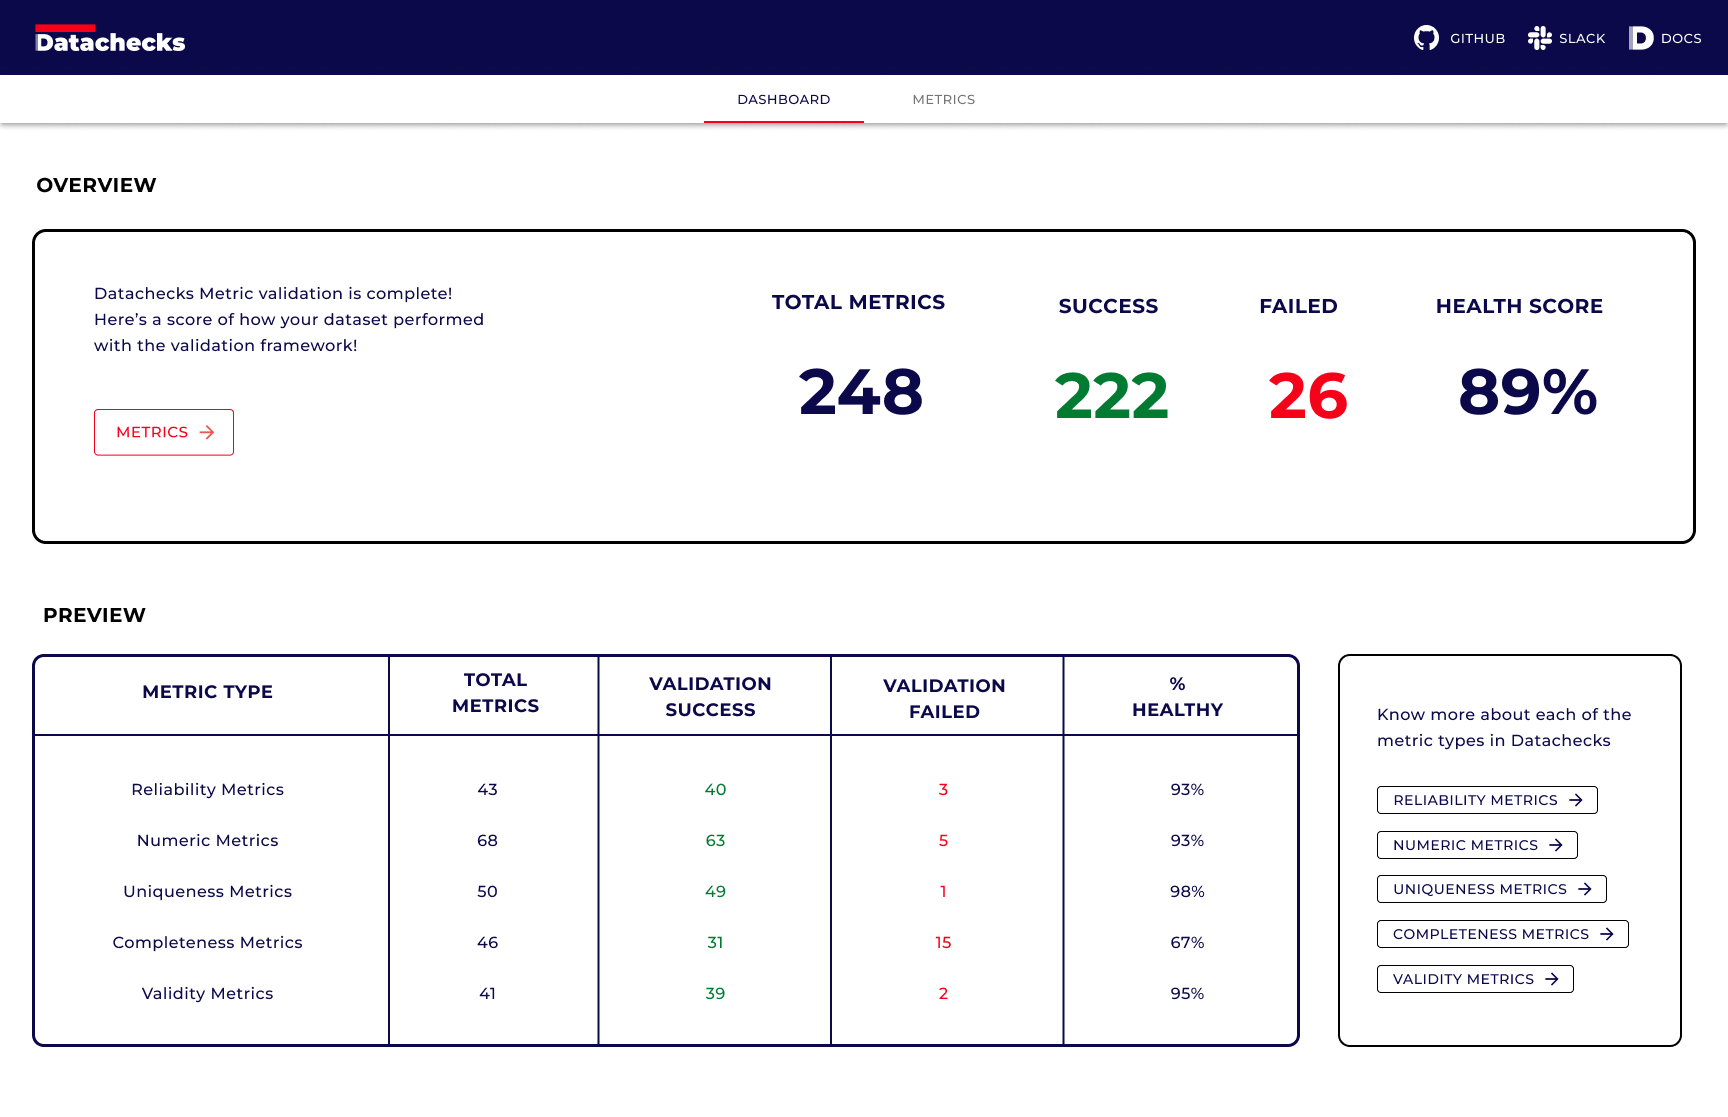 Datachecks
GITHUB
SLACK
DOCS
DASHBOARD
METRICS
OVERVIEW
Datachecks Metric validation is complete!
Here’s a score of how your dataset performed
with the validation framework!
METRICS
TOTAL METRICS
248
SUCCESS
222
FAILED
26
HEALTH SCORE
89%
PREVIEW
METRIC TYPE
TOTAL
METRICS
VALIDATION
SUCCESS
VALIDATION
FAILED
%
HEALTHY
Reliability Metrics 43 40 3 93%
Numeric Metrics 68 63 5 93%
Uniqueness Metrics 50 49 1 98%
Completeness Metrics 46 31 15 67%
Validity Metrics 41 39 2 95%
Know more about each of the
metric types in Datachecks
RELIABILITY METRICS
NUMERIC METRICS
UNIQUENESS METRICS
COMPLETENESS METRICS
VALIDITY METRICS